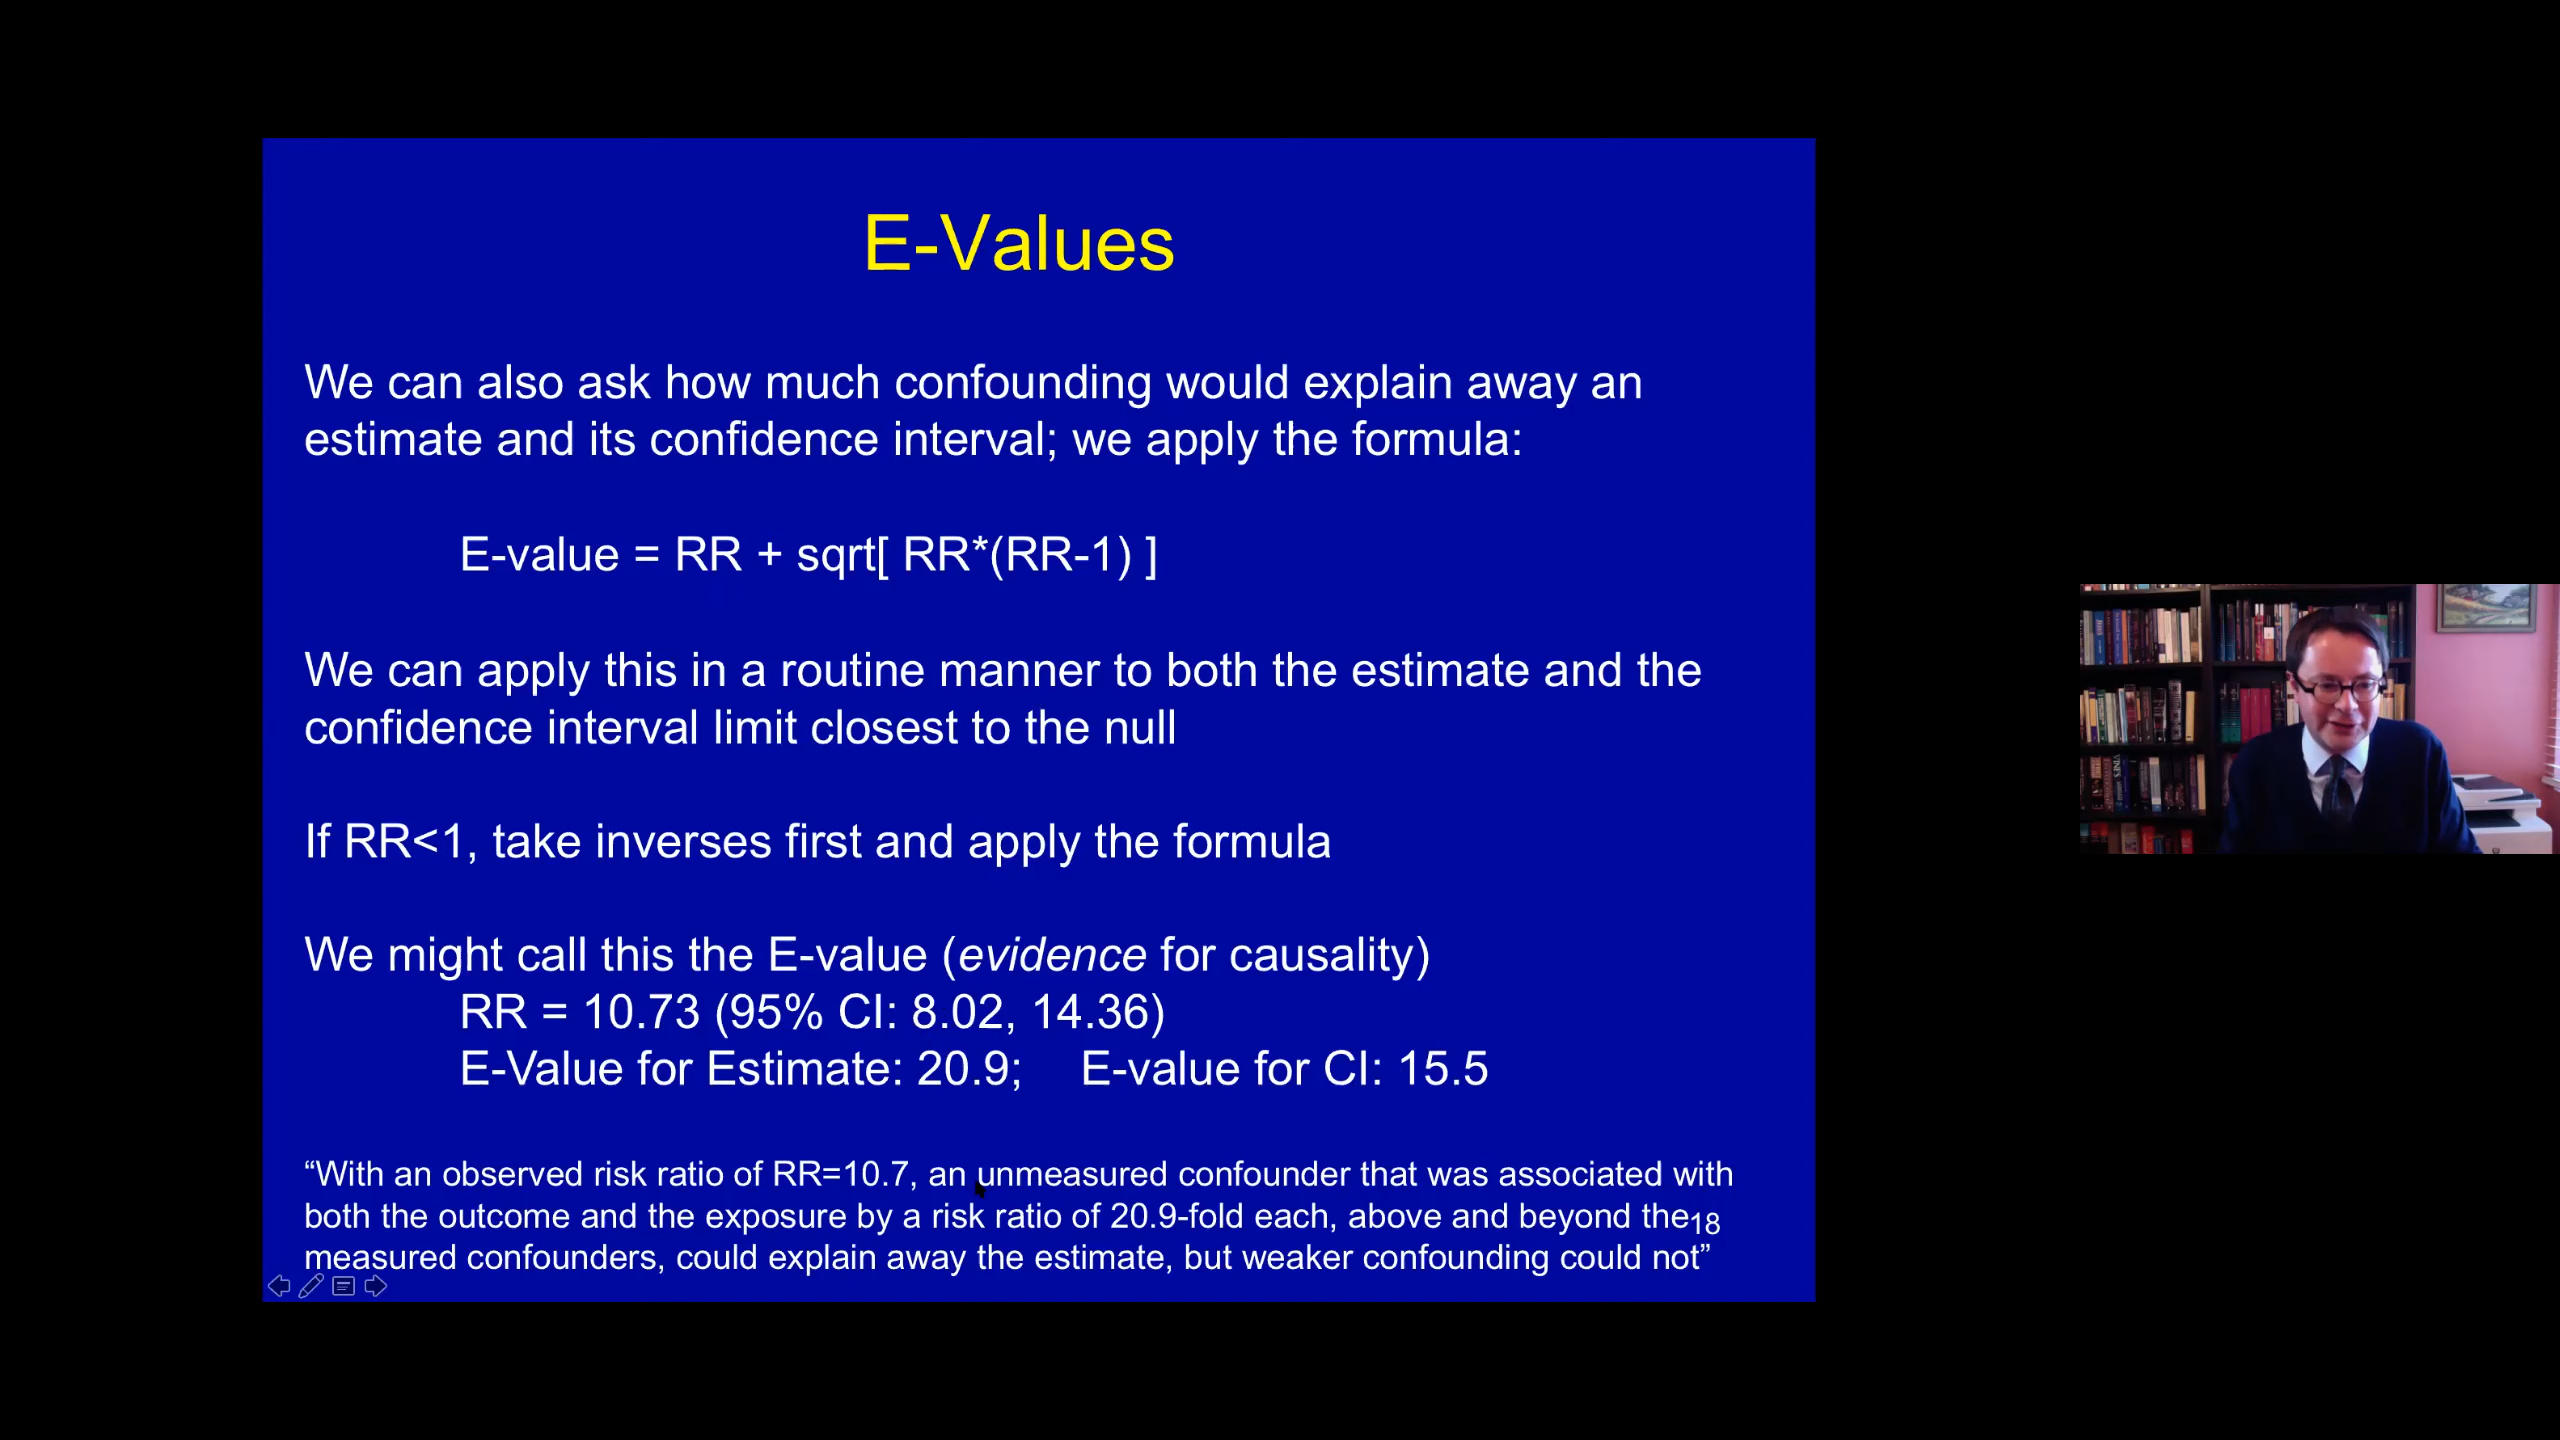 E-Values
We can also ask how much confounding would explain away an
estimate and its confidence interval; we apply the formula:
E-value = RR + sqrt[ RR*(RR-1) ]
We can apply this in a routine manner to both the estimate and the
confidence interval limit closest to the null
If RR<1, take inverses first and apply the formula
We might call this the E-value (evidence for causality)
RR = 10.73 (95% CI: 8.02, 14.36)
E-Value for Estimate: 20.9; E-value for CI: 15.5
“With an observed risk ratio of RR=10.7, an unmeasured confounder that was associated with
both the outcome and the exposure by a risk ratio of 20.9-fold each, above and beyond the
18
measured confounders, could explain away the estimate, but weaker confounding could not”